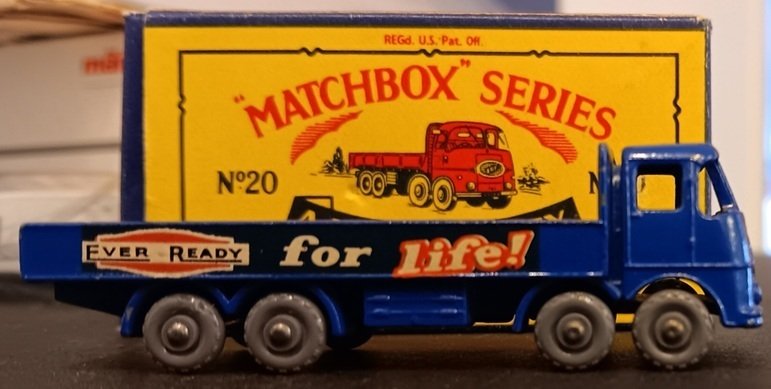 REGd. U.S. Pat. Off.
"MATCHBOX" SERIES
Nº20
EVER READY for life!